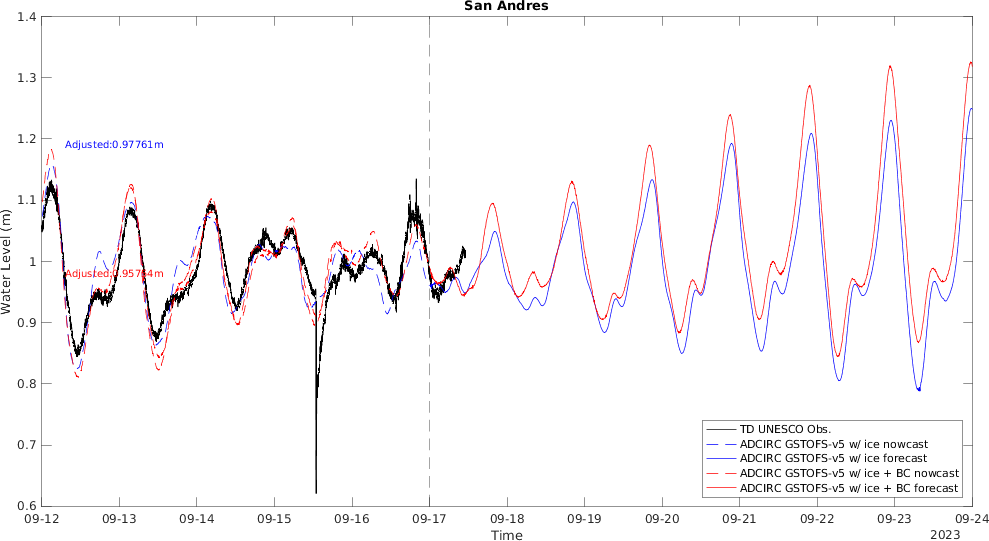 San Andres
1.4
1.3
1.2
1.1
1
0.9
0.8
0.7
0.6
Water Level (m)
Adjusted:0.97761m
Adjusted:0.95764m
TD UNESCO Obs.
ADCIRC GSTOFS-v5 w/ ice nowcast
ADCIRC GSTOFS-v5 w/ ice forecast
ADCIRC GSTOFS-v5 w/ ice + BC nowcast
ADCIRC GSTOFS-v5 w/ ice + BC forecast
09-12 09-13 09-14 09-15 09-16 09-17 09-18 09-19 09-20 09-21 09-22 09-23 09-24
Time
2023